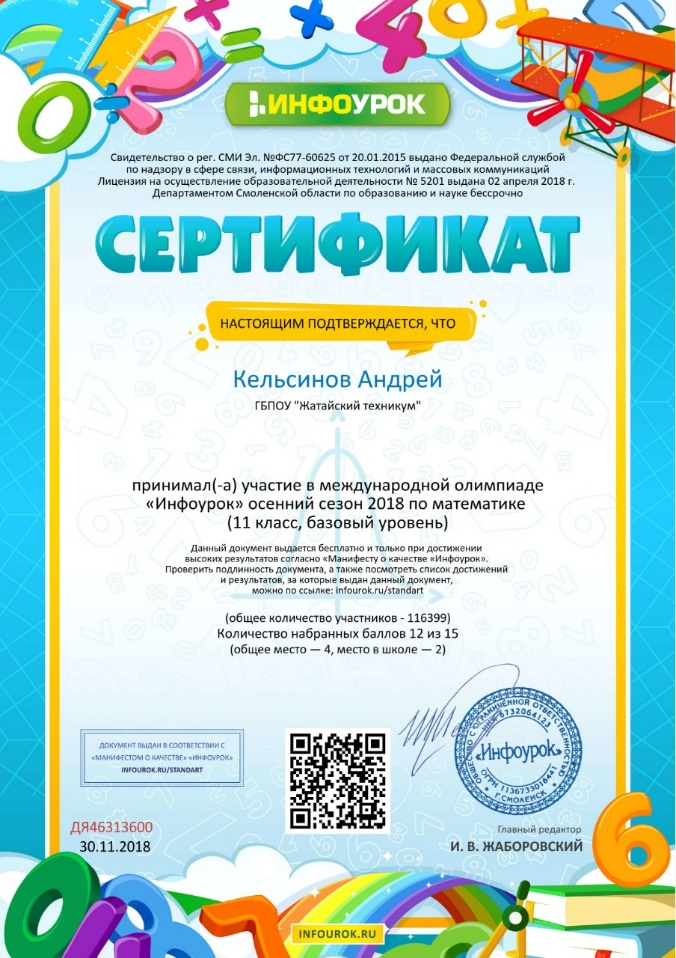 ИНФОУРОК
Свидетельство о рег. СМИ Эл. №ФС77-60625 от 20.01.2015 выдано Федеральной службой
по надзору в сфере связи, информационных технологий и массовых коммуникаций
Лицензия на осуществление образовательной деятельности № 5201 выдана 02 апреля 2018 г.
Департаментом Смоленской области по образованию и науке бессрочно
СЕРТИФИКАТ
НАСТОЯЩИМ ПОДТВЕРЖДАЕТСЯ, ЧТО
Кельсинов Андрей
ГБПОУ "Жатайский техникум"
принимал(-а) участие в международной олимпиаде
«Инфоурок» осенний сезон 2018 по математике
(11 класс, базовый уровень)
Данный документ выдается бесплатно и только при достижении
высоких результатов согласно «Манифесту о качестве «Инфоурок».
Проверить подлинность документа, а также посмотреть список достижений
и результатов, за которые выдан данный документ,
можно по ссылке: infourok.ru/standart
(общее количество участников - 116399)
Количество набранных баллов 12 из 15
(общее место — 4, место в школе — 2)
ДОКУМЕНТ ВЫДАН В СООТВЕТСТВИИ С
«МАНИФЕСТОМ О КАЧЕСТВЕ» «ИНФОУРОК»
INFOUROK.RU/STANDART
ОБЩЕСТВО С ОГРАНИЧЕННОЙ ОТВЕТСТВЕННОСТЬЮ
«Инфоурок»
ОГРН 1136733016441
Г.СМОЛЕНСК
ДЯ46313600
30.11.2018
Главный редактор
И. В. ЖАБОРОВСКИЙ
INFOUROK.RU